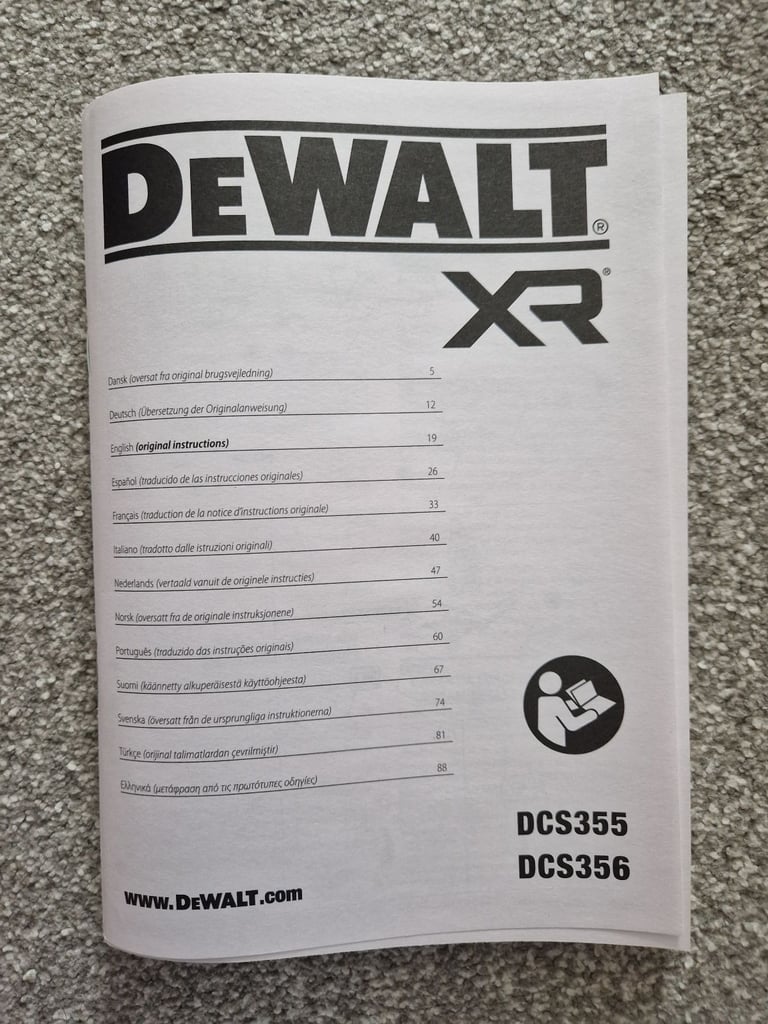 DEWALT®
XR®
Dansk (oversat fra original brugsvejledning) 5
Deutsch (Übersetzung der Originalanweisung) 12
English (original instructions) 19
Español (traducido de las instrucciones originales) 26
Français (traduction de la notice d'instructions originale) 33
Italiano (tradotto dalle istruzioni originali) 40
Nederlands (vertaald vanuit de originele instructies) 47
Norsk (oversatt fra de originale instruksjonene) 54
Português (traduzido das instruções originais) 60
Suomi (käännetty alkuperäisestä käyttöohjeesta) 67
Svenska (översatt från de ursprungliga instruktionerna) 74
Türkçe (orijinal talimatlardan çevrilmiştir) 81
Ελληνικά (μετάφραση από τις πρωτότυπες οδηγίες) 88
DCS355
DCS356
www.DEWALT.com